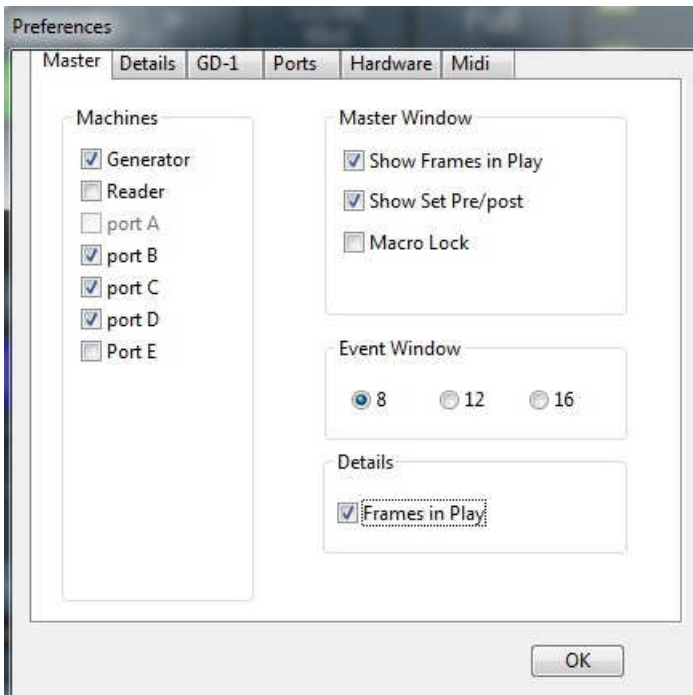 Preferences
Master Details GD-1 Ports Hardware Midi
Machines
Generator
Reader
port A
port B
port C
port D
Port E
Master Window
Show Frames in Play
Show Set Pre/post
Macro Lock
Event Window
8 12 16
Details
Frames in Play
OK